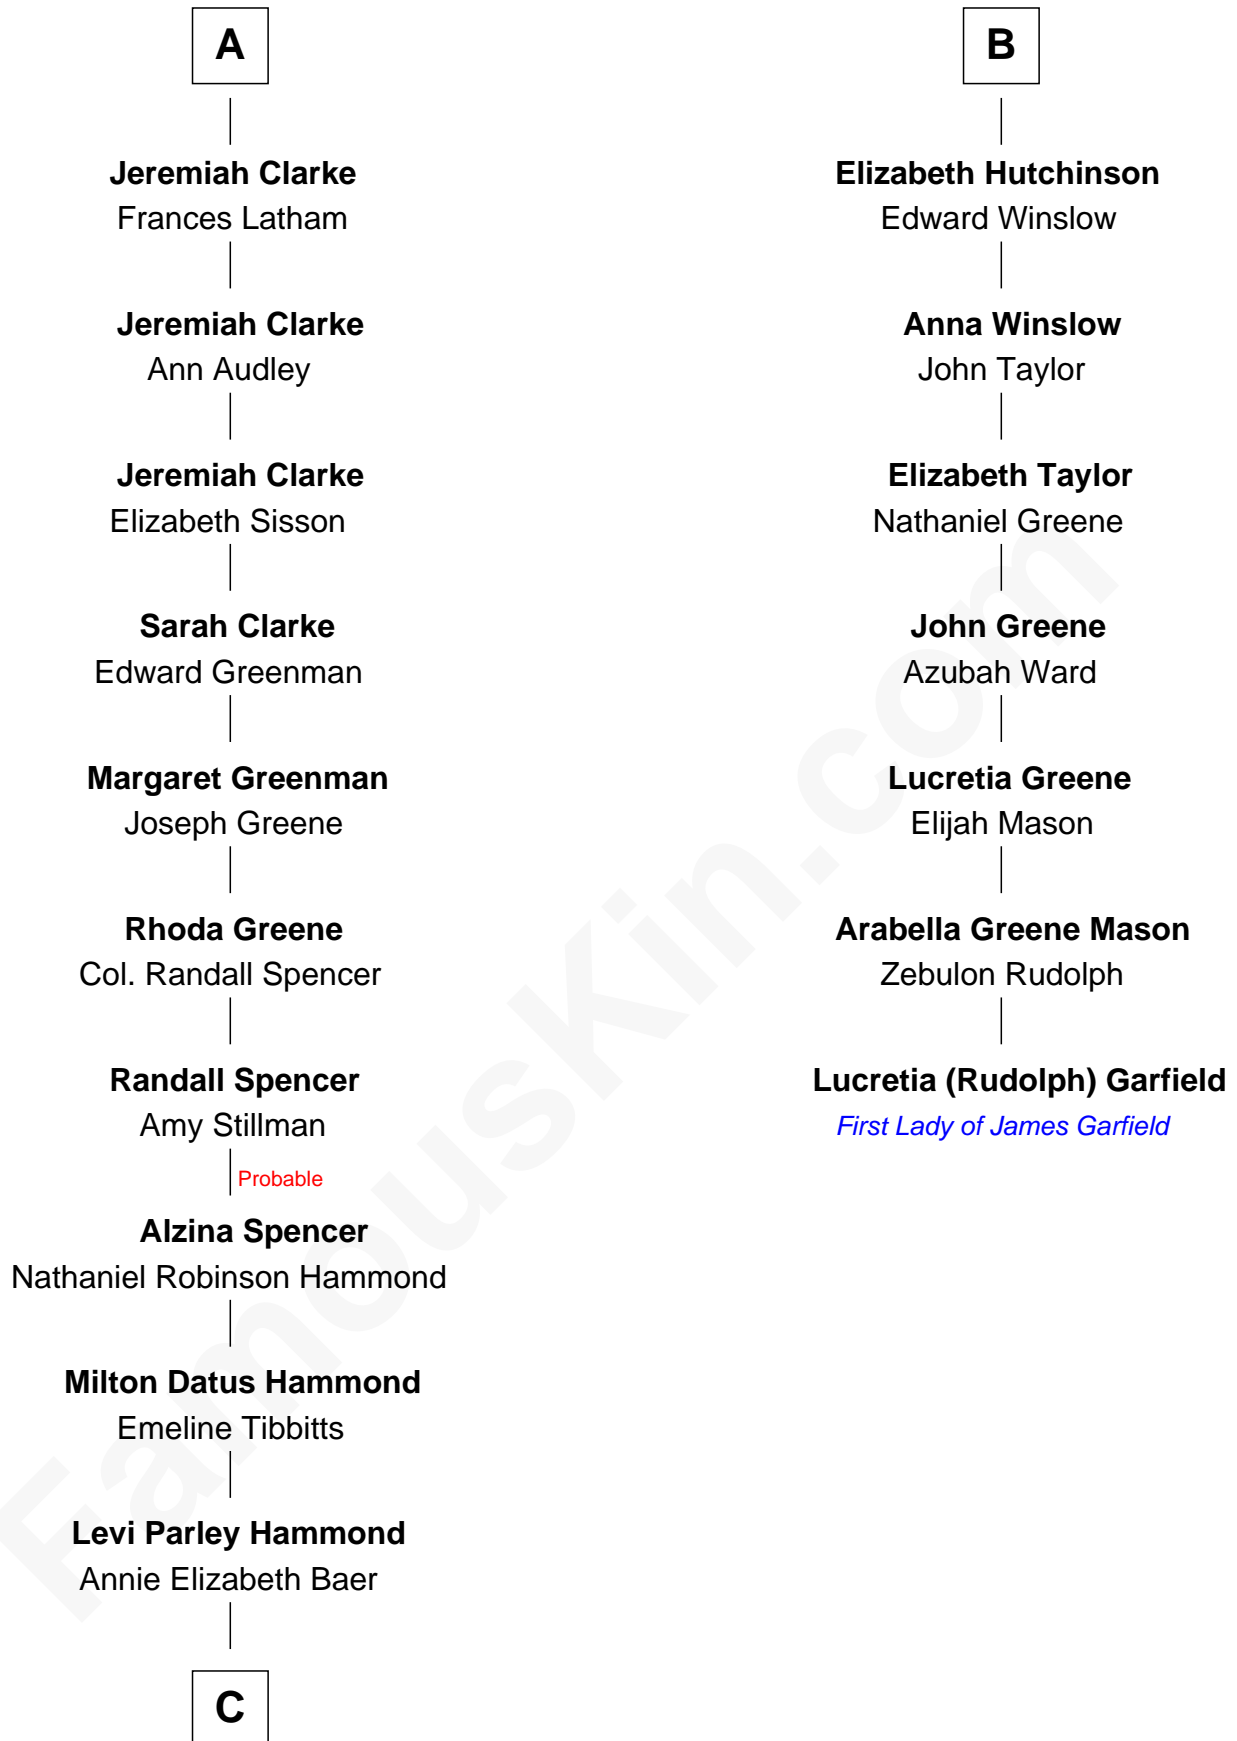 A
Jeremiah Clarke
Frances Latham
Jeremiah Clarke
Ann Audley
Jeremiah Clarke
Elizabeth Sisson
Sarah Clarke
Edward Greenman
Margaret Greenman
Joseph Greene
Rhoda Greene
Col. Randall Spencer
Randall Spencer
Amy Stillman
Probable
Alzina Spencer
Nathaniel Robinson Hammond
Milton Datus Hammond
Emeline Tibbitts
Levi Parley Hammond
Annie Elizabeth Baer
C
B
Elizabeth Hutchinson
Edward Winslow
Anna Winslow
John Taylor
Elizabeth Taylor
Nathaniel Greene
John Greene
Azubah Ward
Lucretia Greene
Elijah Mason
Arabella Greene Mason
Zebulon Rudolph
Lucretia (Rudolph) Garfield
First Lady of James Garfield
FamousKin.com